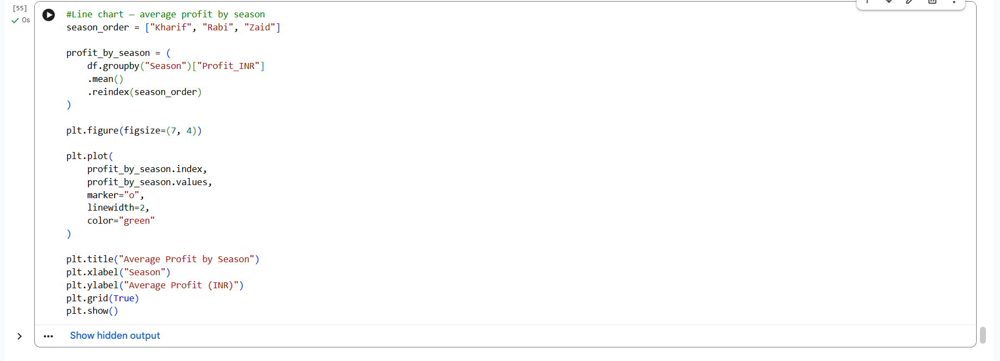 [55]
0s
#Line chart — average profit by season
season_order = ["Kharif", "Rabi", "Zaid"]
profit_by_season = (
    df.groupby("Season")["Profit_INR"]
    .mean()
    .reindex(season_order)
)
plt.figure(figsize=(7, 4))
plt.plot(
    profit_by_season.index,
    profit_by_season.values,
    marker="o",
    linewidth=2,
    color="green"
)
plt.title("Average Profit by Season")
plt.xlabel("Season")
plt.ylabel("Average Profit (INR)")
plt.grid(True)
plt.show()
Show hidden output